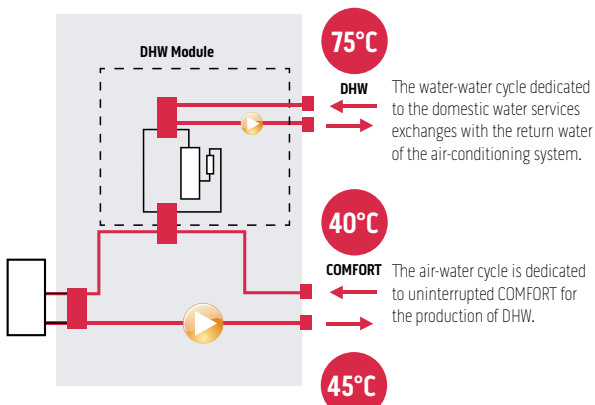 75°C
DHW Module
DHW
The water-water cycle dedicated
to the domestic water services
exchanges with the return water
of the air-conditioning system.
40°C
COMFORT
The air-water cycle is dedicated
to uninterrupted COMFORT for
the production of DHW.
45°C